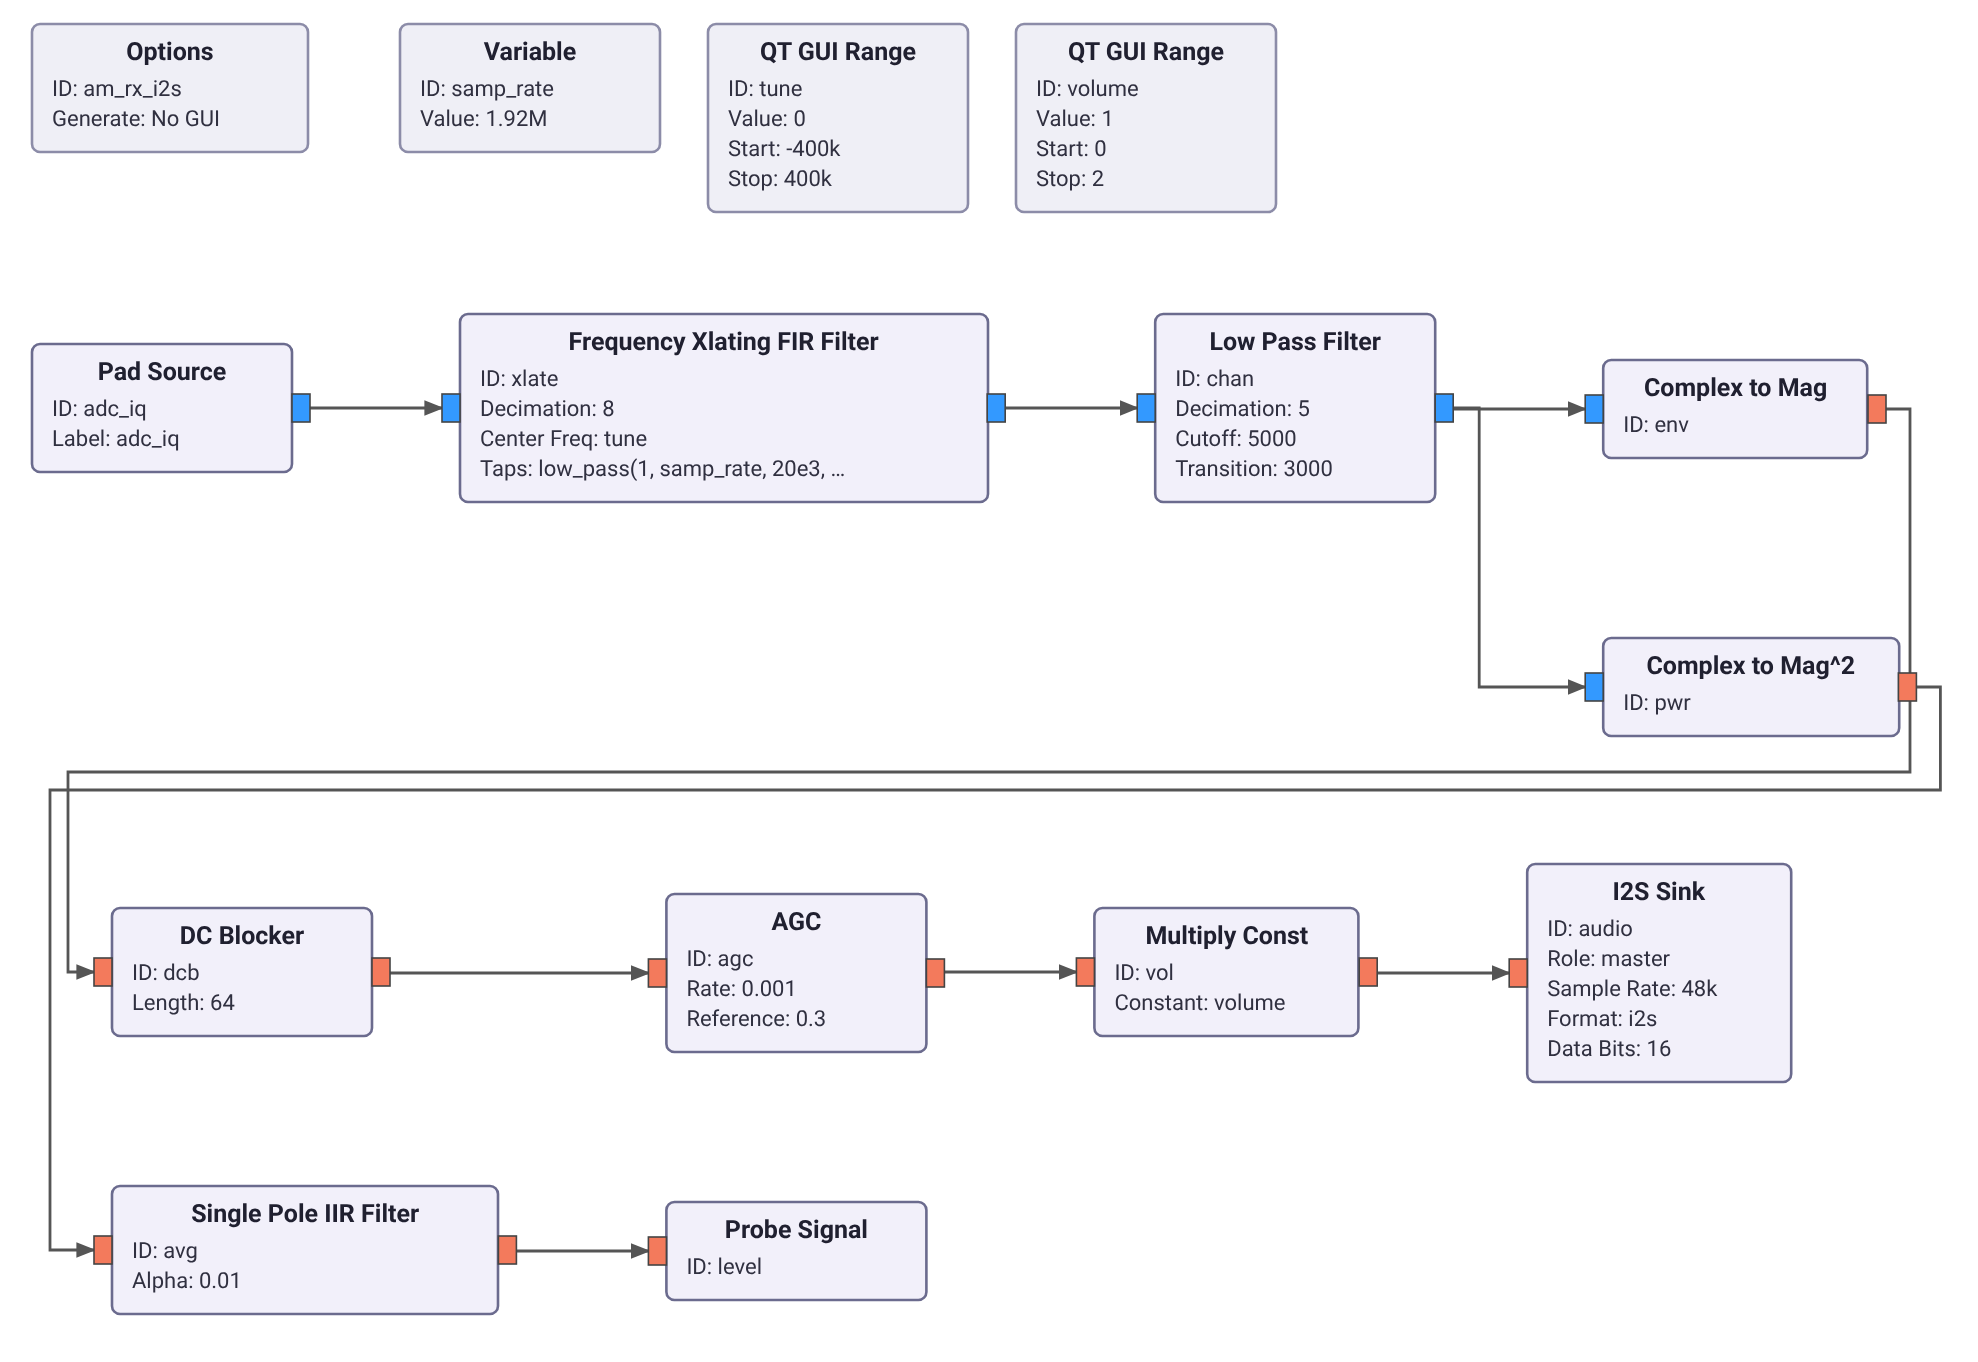 Options
ID: am_rx_i2s
Generate: No GUI
Variable
ID: samp_rate
Value: 1.92M
QT GUI Range
ID: tune
Value: 0
Start: -400k
Stop: 400k
QT GUI Range
ID: volume
Value: 1
Start: 0
Stop: 2
Pad Source
ID: adc_iq
Label: adc_iq
Frequency Xlating FIR Filter
ID: xlate
Decimation: 8
Center Freq: tune
Taps: low_pass(1, samp_rate, 20e3, ...
Low Pass Filter
ID: chan
Decimation: 5
Cutoff: 5000
Transition: 3000
Complex to Mag
ID: env
Complex to Mag^2
ID: pwr
DC Blocker
ID: dcb
Length: 64
AGC
ID: agc
Rate: 0.001
Reference: 0.3
Multiply Const
ID: vol
Constant: volume
I2S Sink
ID: audio
Role: master
Sample Rate: 48k
Format: i2s
Data Bits: 16
Single Pole IIR Filter
ID: avg
Alpha: 0.01
Probe Signal
ID: level